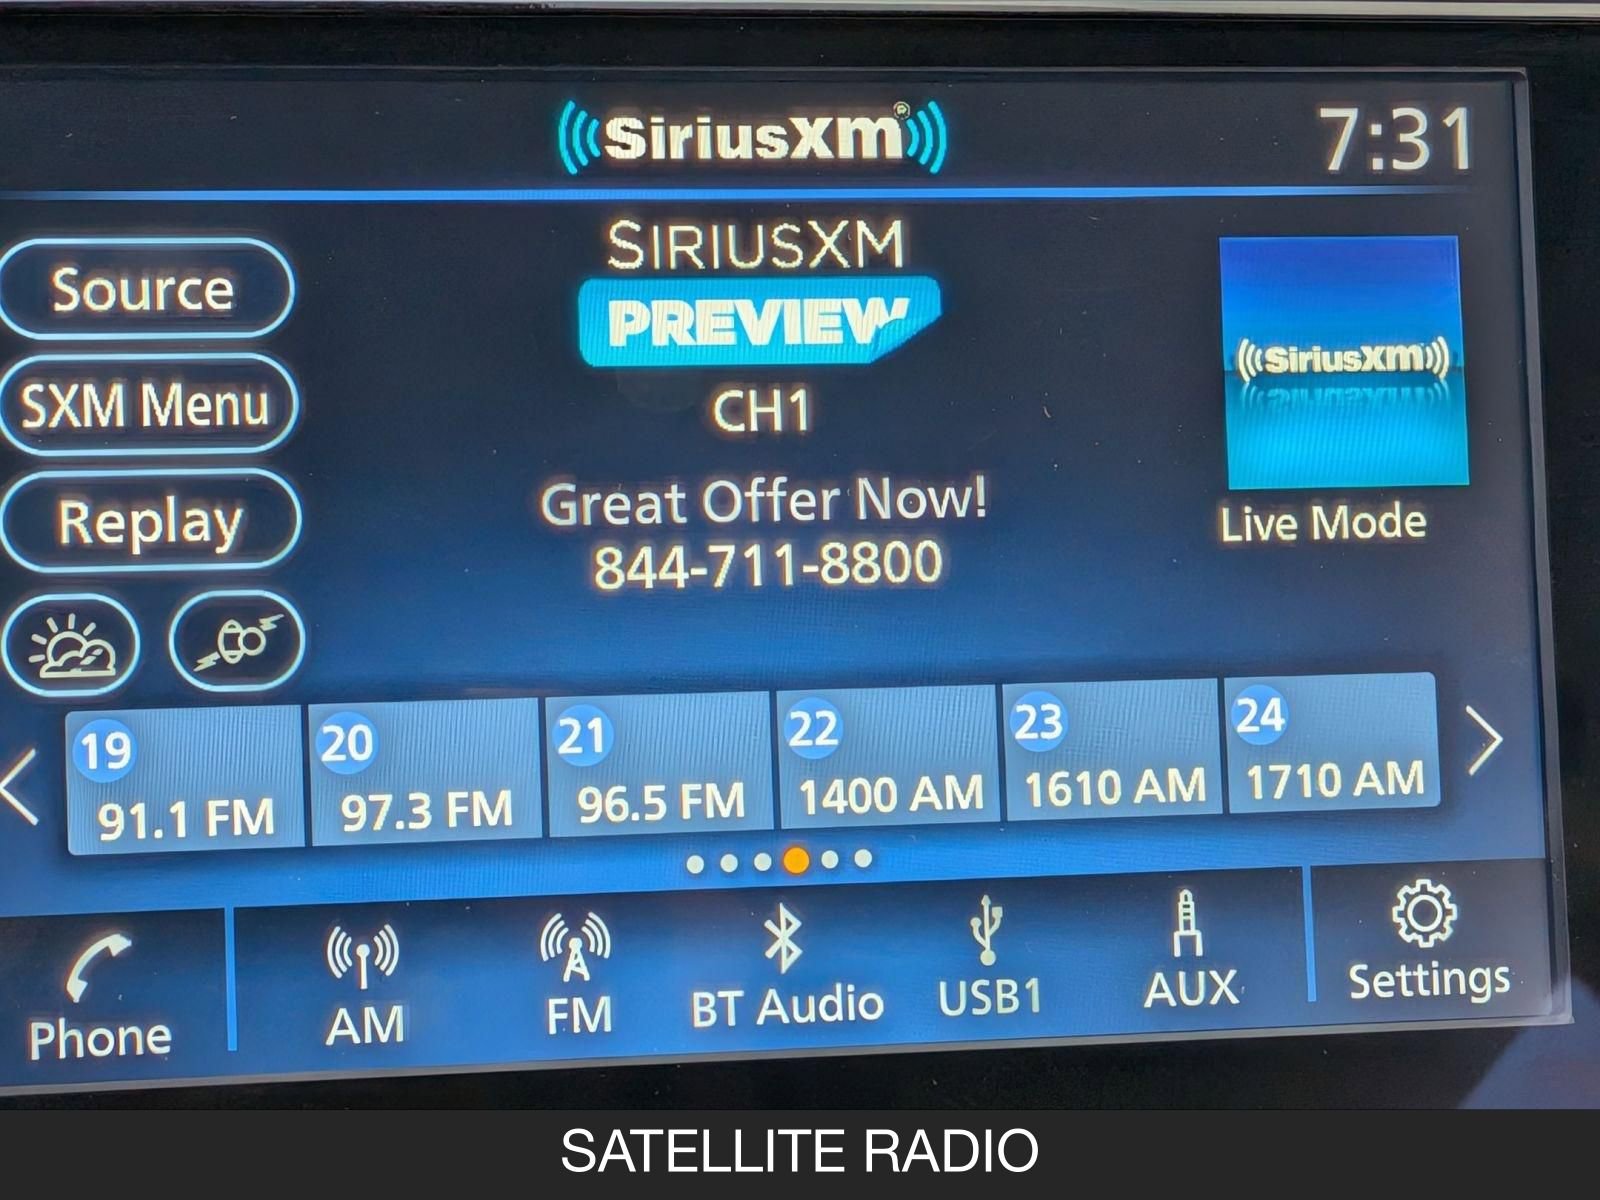 SiriusXM®
7:31
Source
SXM Menu
Replay
SIRIUSXM
PREVIEW
CH1
Great Offer Now!
844-711-8800
SiriusXM
Live Mode
19
91.1 FM
20
97.3 FM
21
96.5 FM
22
1400 AM
23
1610 AM
24
1710 AM
Phone
AM
FM
BT Audio
USB1
AUX
Settings
SATELLITE RADIO